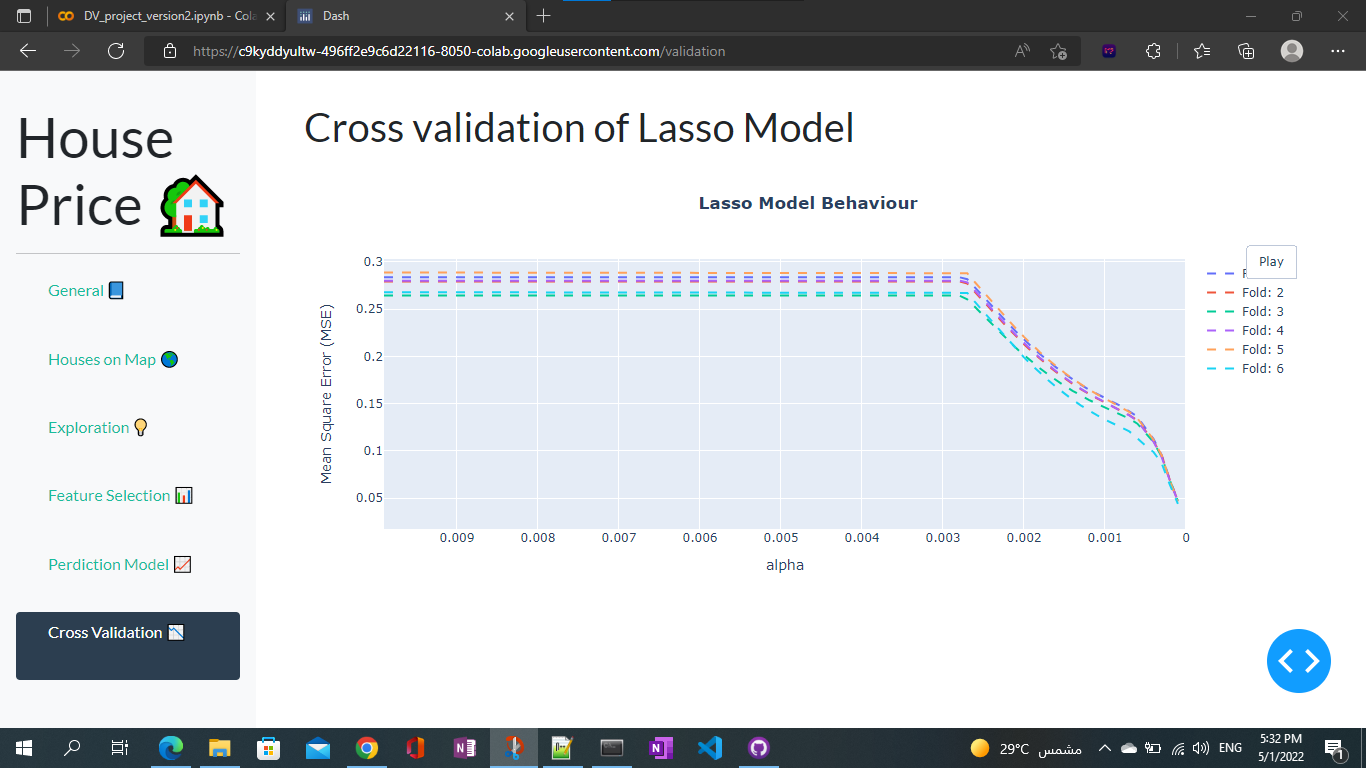 DV_project_version2.ipynb - Cola
Dash
https://c9kyddyultw-496ff2e9c6d22116-8050-colab.googleusercontent.com/validation
House
Price
General
Houses on Map
Exploration
Feature Selection
Perdiction Model
Cross Validation
Cross validation of Lasso Model
Lasso Model Behaviour
Mean Square Error (MSE)
0.3
0.25
0.2
0.15
0.1
0.05
0.009 0.008 0.007 0.006 0.005 0.004 0.003 0.002 0.001 0
alpha
Play
Fold: 2
Fold: 3
Fold: 4
Fold: 5
Fold: 6
29°C مشمس
ENG
5:32 PM
5/1/2022
1